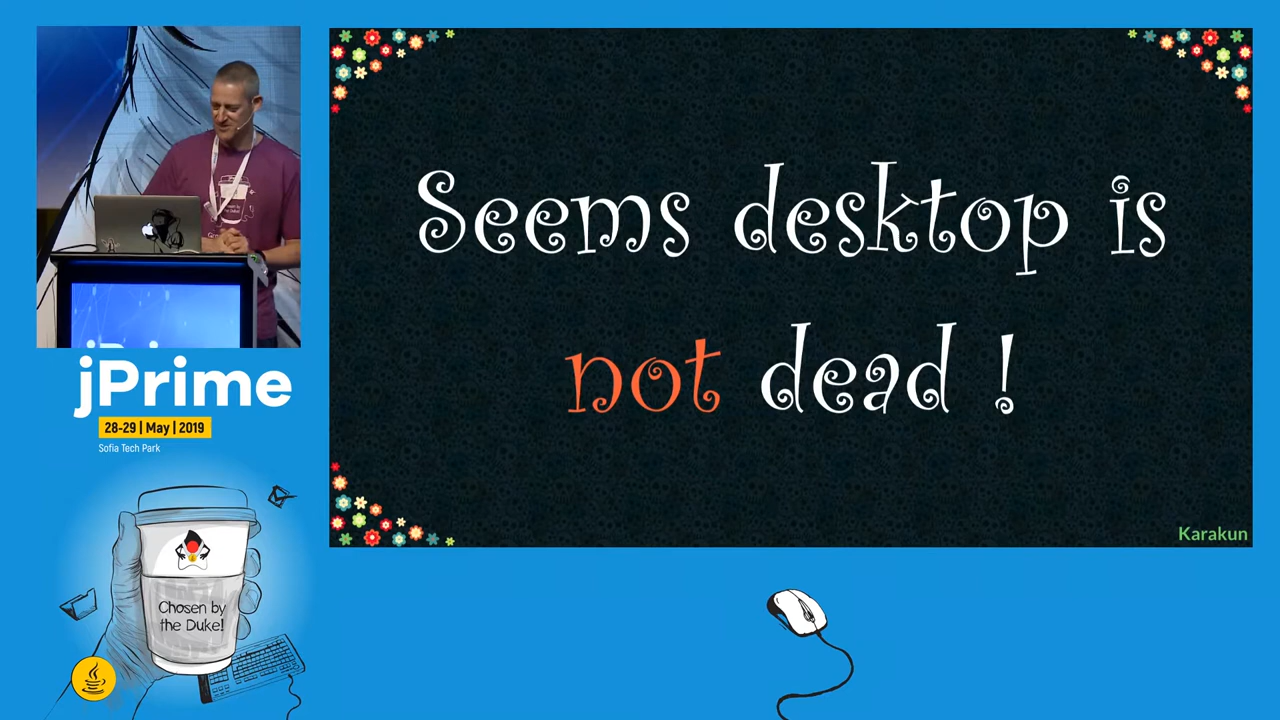 Seems desktop is
not dead !
Karakun
jPrime
28-29 | May | 2019
Sofia Tech Park
Chosen by
the Duke!